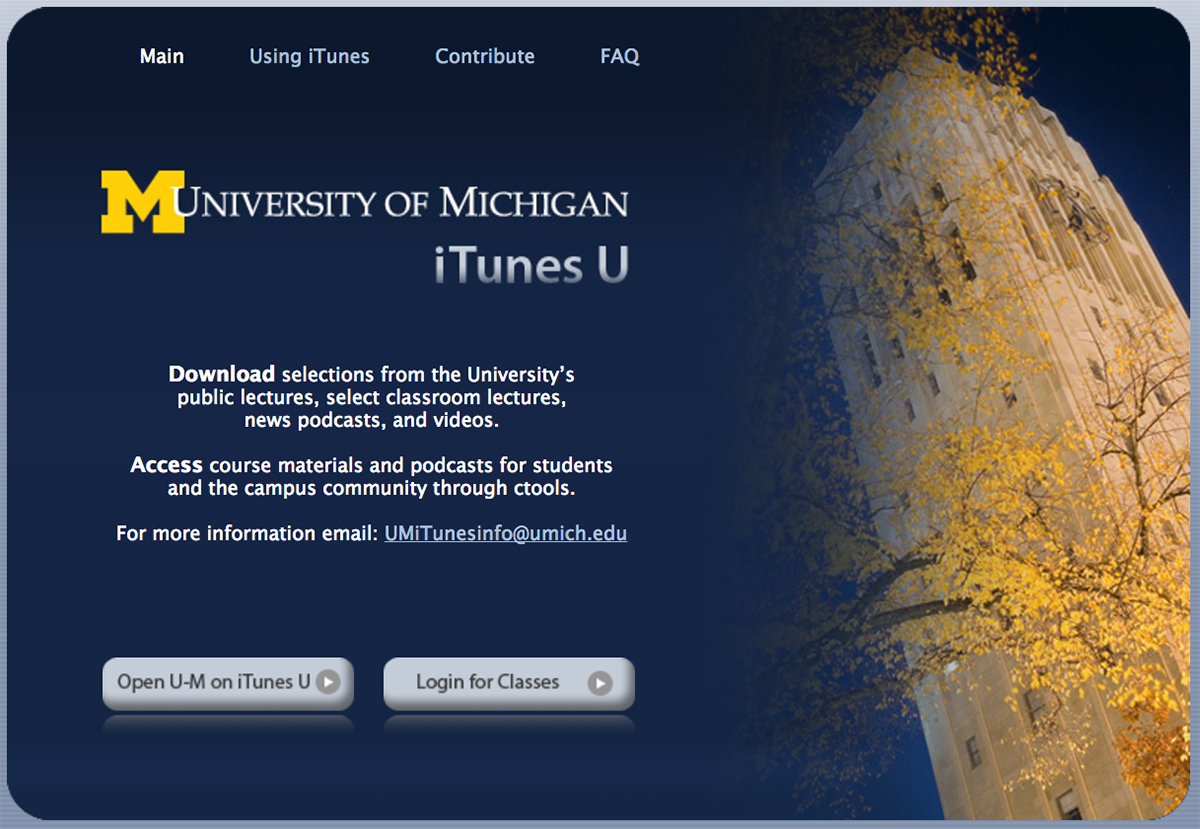 Main Using iTunes Contribute FAQ
M UNIVERSITY OF MICHIGAN
iTunes U
Download selections from the University’s
public lectures, select classroom lectures,
news podcasts, and videos.
Access course materials and podcasts for students
and the campus community through ctools.
For more information email: UMiTunesinfo@umich.edu
Open U-M on iTunes U Login for Classes